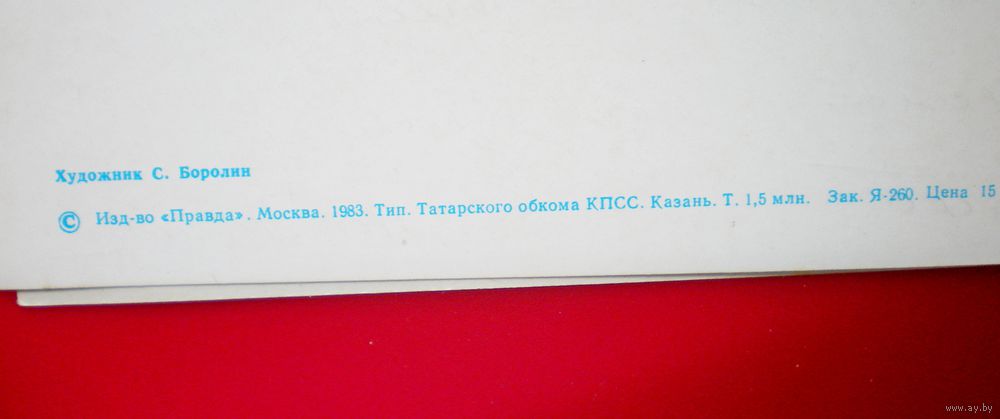 Художник С. Боролин
© Изд-во «Правда». Москва. 1983. Тип. Татарского обкома КПСС. Казань. Т. 1,5 млн. Зак. Я-260. Цена 15
www.ay.by